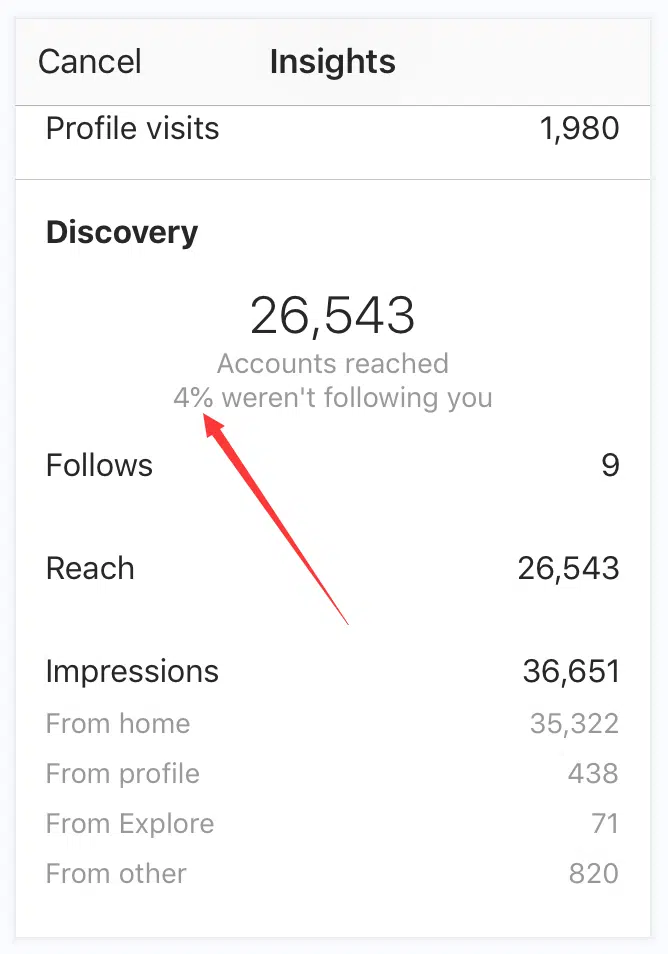 Cancel Insights
Profile visits 1,980
Discovery
26,543
Accounts reached
4% weren't following you
Follows 9
Reach 26,543
Impressions 36,651
From home 35,322
From profile 438
From Explore 71
From other 820